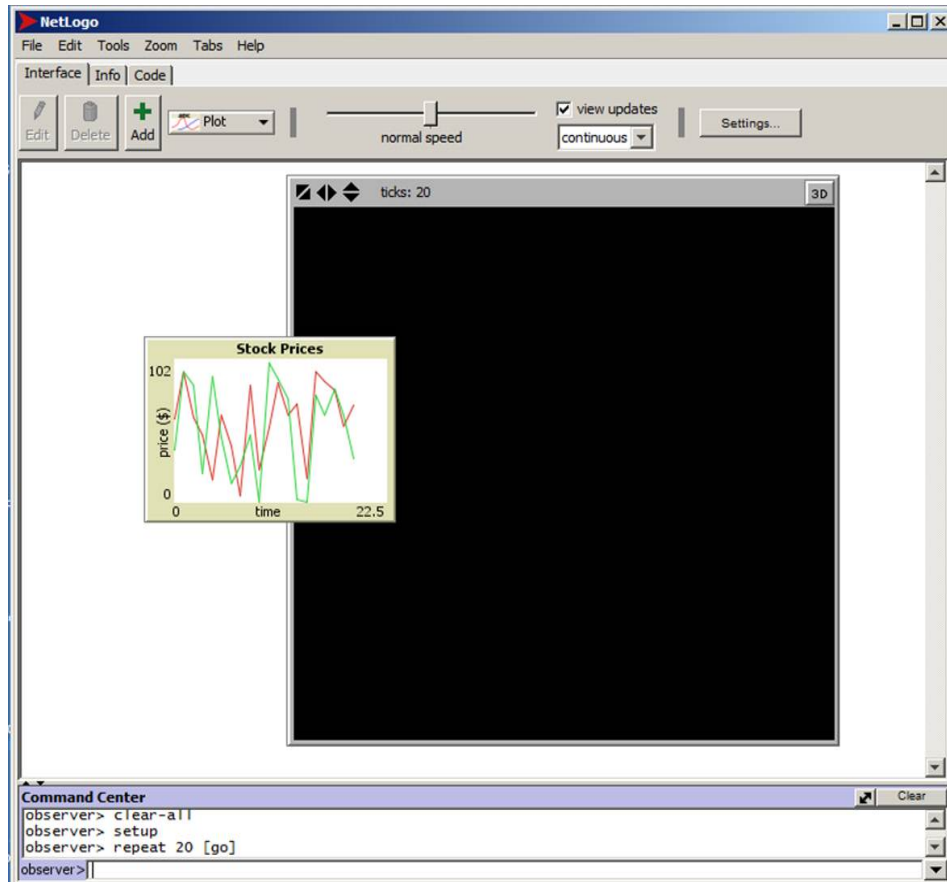 NetLogo
File Edit Tools Zoom Tabs Help
Interface Info Code
Edit Delete Add Plot normal speed view updates continuous Settings...
ticks: 20 3D
Stock Prices
102
price ($)
0
0 time 22.5
Command Center Clear
observer> clear-all
observer> setup
observer> repeat 20 [go]
observer>